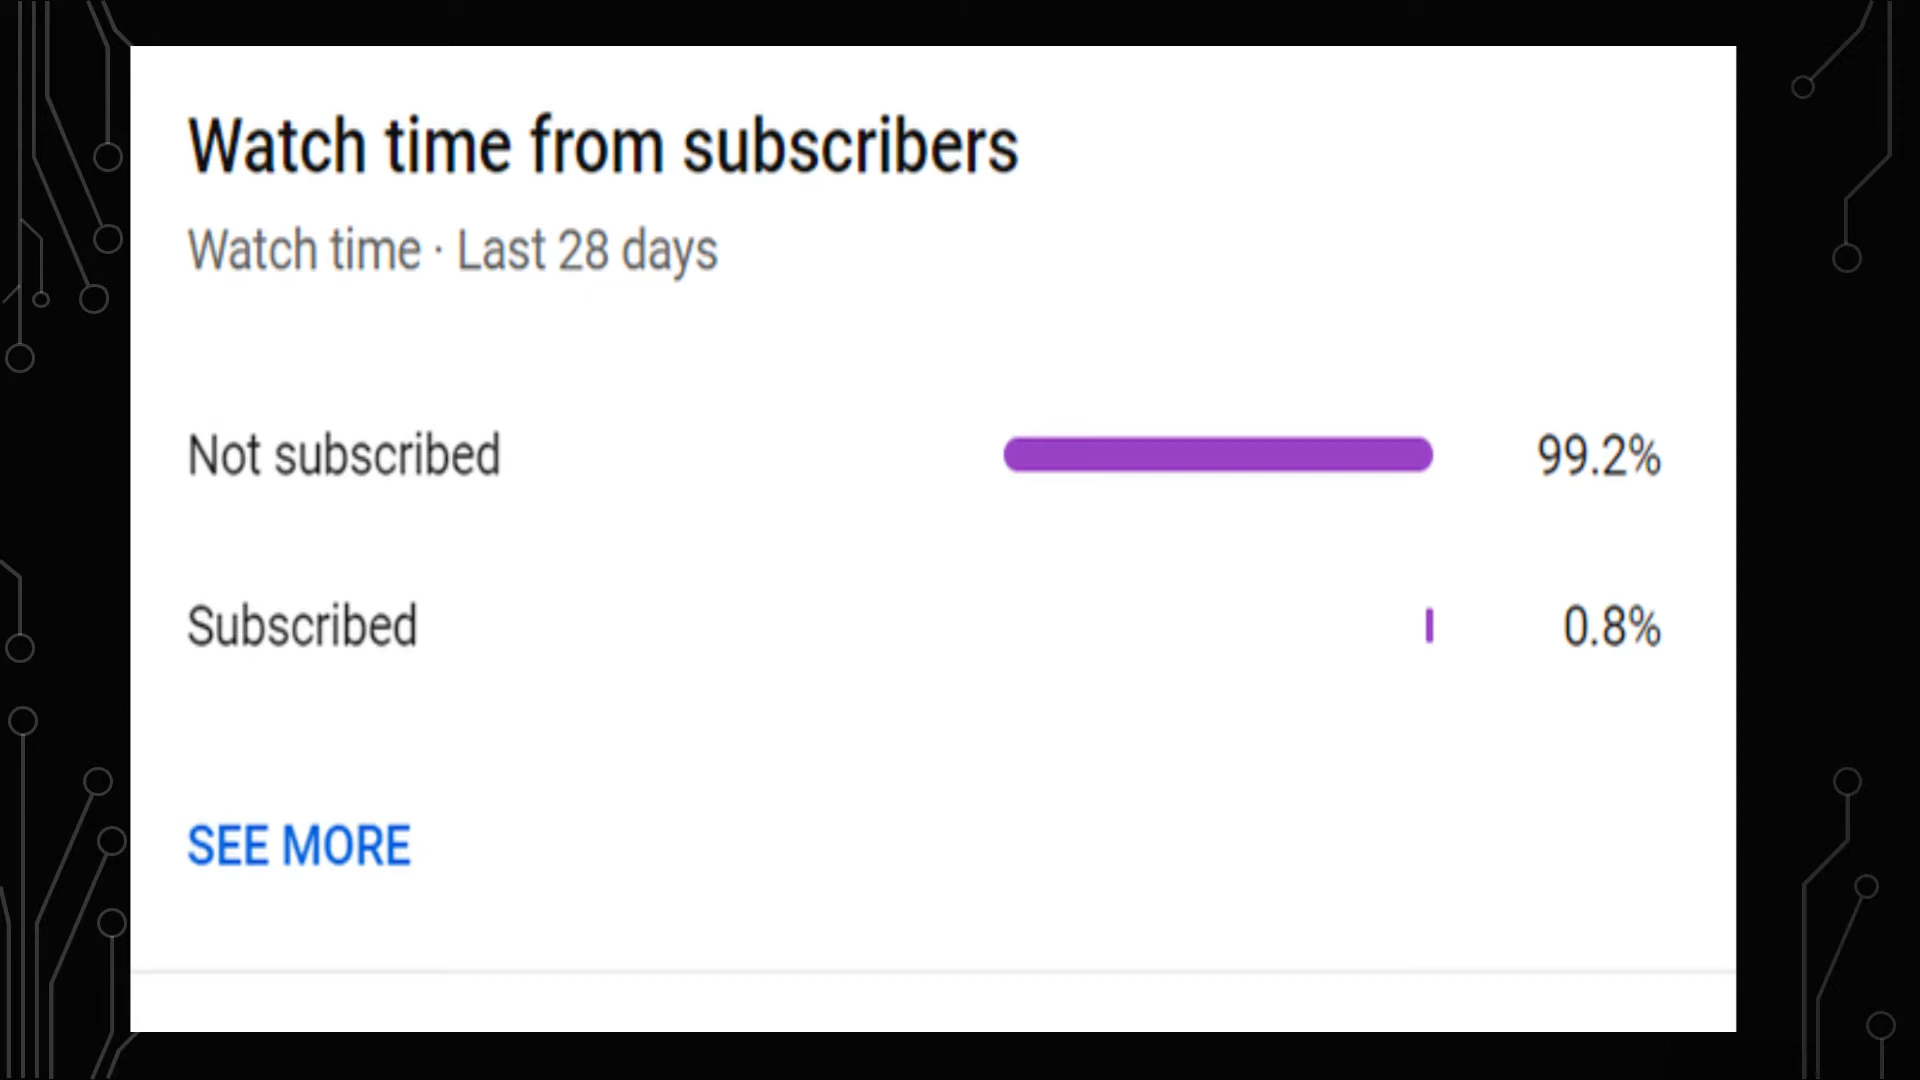 Watch time from subscribers
Watch time · Last 28 days
Not subscribed 99.2%
Subscribed 0.8%
SEE MORE